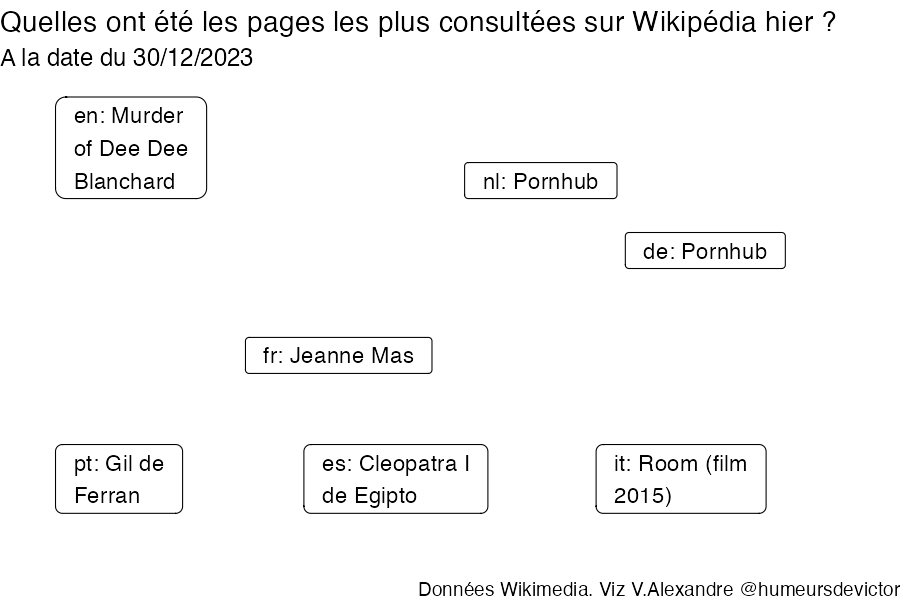 Quelles ont été les pages les plus consultées sur Wikipédia hier ?
A la date du 30/12/2023
en: Murder
of Dee Dee
Blanchard
nl: Pornhub
de: Pornhub
fr: Jeanne Mas
pt: Gil de
Ferran
es: Cleopatra I
de Egipto
it: Room (film
2015)
Données Wikimedia. Viz V.Alexandre @humeursdevictor